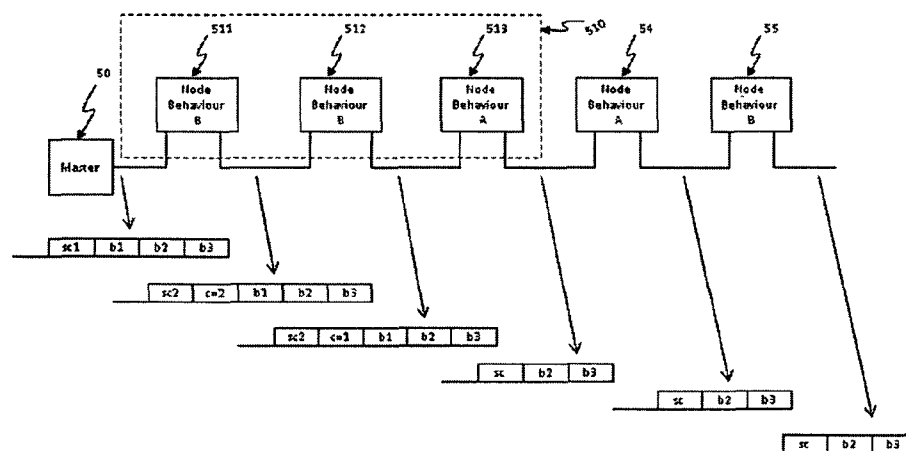 511
512
513
510
54
55
50
Node
Behaviour
B
Node
Behaviour
B
Node
Behaviour
A
Node
Behaviour
A
Node
Behaviour
B
Master
sc1 b1 b2 b3
sc2 c=2 b1 b2 b3
sc2 c=1 b1 b2 b3
sc b2 b3
sc b2 b3
sc b2 b3